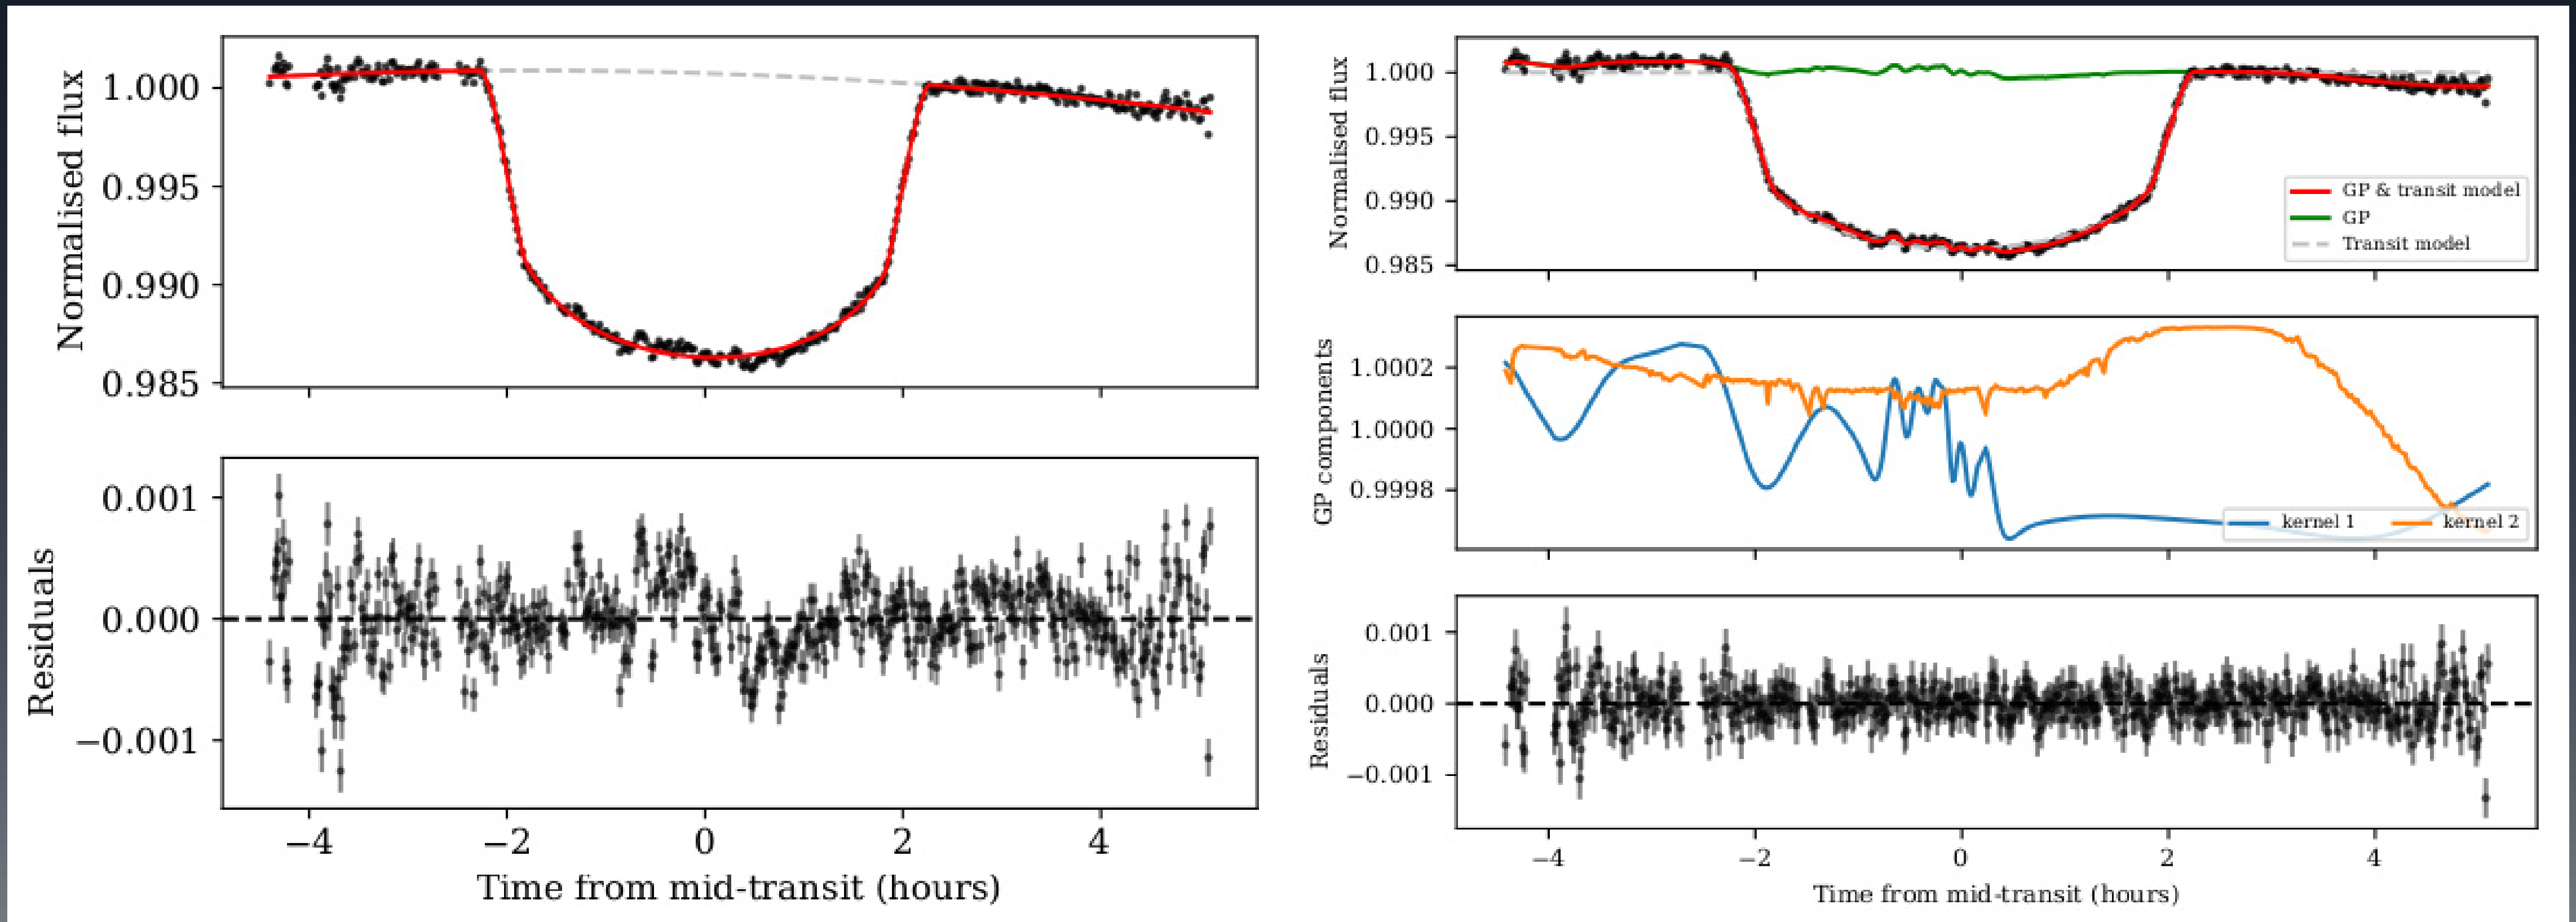 Normalised flux
1.000
0.995
0.990
0.985
Residuals
0.001
0.000
−0.001
−4 −2 0 2 4
Time from mid-transit (hours)
Normalised flux
1.000
0.995
0.990
0.985
GP & transit model
GP
Transit model
GP components
1.0002
1.0000
0.9998
kernel 1 kernel 2
Residuals
0.001
0.000
−0.001
−4 −2 0 2 4
Time from mid-transit (hours)